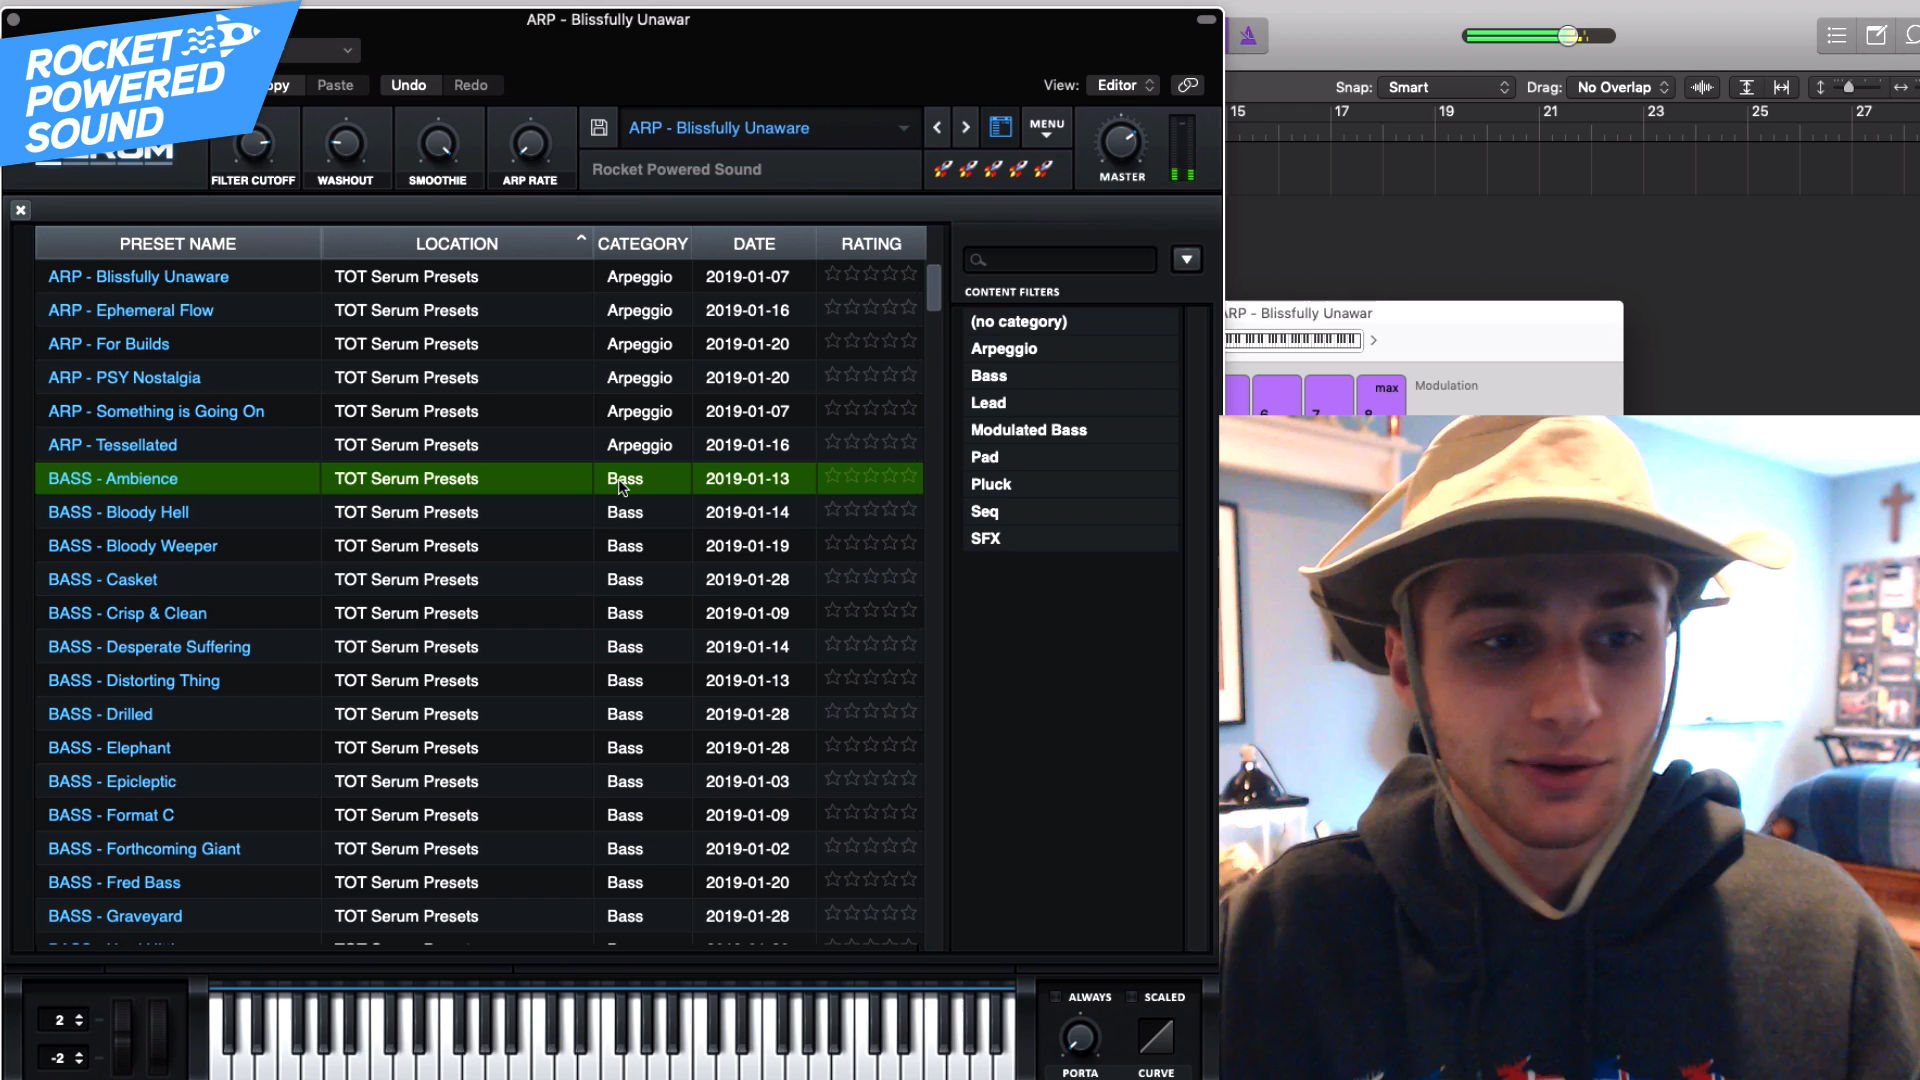 ARP - Blissfully Unawar
ROCKET
POWERED
SOUND
Paste
Undo
Redo
View:
Editor
Snap:
Smart
Drag:
No Overlap
15
17
19
21
23
25
27
FILTER CUTOFF
WASHOUT
SMOOTHIE
ARP RATE
ARP - Blissfully Unaware
MENU
Rocket Powered Sound
MASTER
PRESET NAME LOCATION CATEGORY DATE RATING
ARP - Blissfully Unaware TOT Serum Presets Arpeggio 2019-01-07
ARP - Ephemeral Flow TOT Serum Presets Arpeggio 2019-01-16
ARP - For Builds TOT Serum Presets Arpeggio 2019-01-20
ARP - PSY Nostalgia TOT Serum Presets Arpeggio 2019-01-20
ARP - Something is Going On TOT Serum Presets Arpeggio 2019-01-07
ARP - Tessellated TOT Serum Presets Arpeggio 2019-01-16
BASS - Ambience TOT Serum Presets Bass 2019-01-13
BASS - Bloody Hell TOT Serum Presets Bass 2019-01-14
BASS - Bloody Weeper TOT Serum Presets Bass 2019-01-19
BASS - Casket TOT Serum Presets Bass 2019-01-28
BASS - Crisp & Clean TOT Serum Presets Bass 2019-01-09
BASS - Desperate Suffering TOT Serum Presets Bass 2019-01-14
BASS - Distorting Thing TOT Serum Presets Bass 2019-01-13
BASS - Drilled TOT Serum Presets Bass 2019-01-28
BASS - Elephant TOT Serum Presets Bass 2019-01-28
BASS - Epicleptic TOT Serum Presets Bass 2019-01-03
BASS - Format C TOT Serum Presets Bass 2019-01-09
BASS - Forthcoming Giant TOT Serum Presets Bass 2019-01-02
BASS - Fred Bass TOT Serum Presets Bass 2019-01-20
BASS - Graveyard TOT Serum Presets Bass 2019-01-28
CONTENT FILTERS
(no category)
Arpeggio
Bass
Lead
Modulated Bass
Pad
Pluck
Seq
SFX
ARP - Blissfully Unawar
max
Modulation
6
7
8
2
-2
ALWAYS
SCALED
PORTA
CURVE